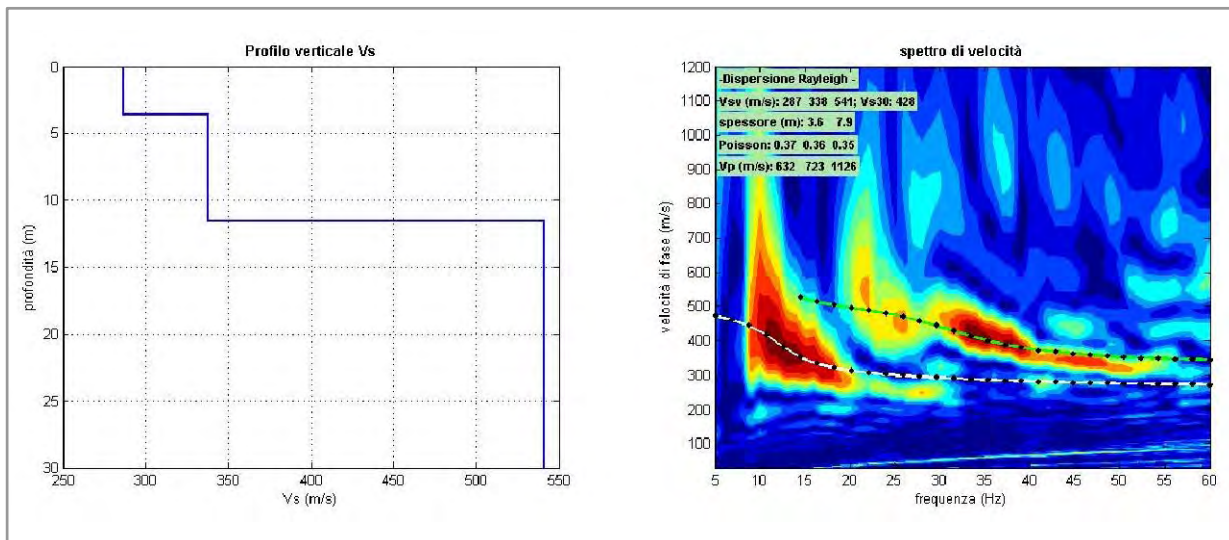 Profilo verticale Vs
0
5
10
15
20
25
30
profondità (m)
250 300 350 400 450 500 550
Vs (m/s)
spettro di velocità
-Dispersione Rayleigh -
Vsv (m/s): 287 338 541; Vs30: 428
spessore (m): 3.6 7.9
Poisson: 0.37 0.36 0.35
Vp (m/s): 632 723 1126
1200
1100
1000
900
800
700
600
500
400
300
200
100
velocità di fase (m/s)
5 10 15 20 25 30 35 40 45 50 55 60
frequenza (Hz)